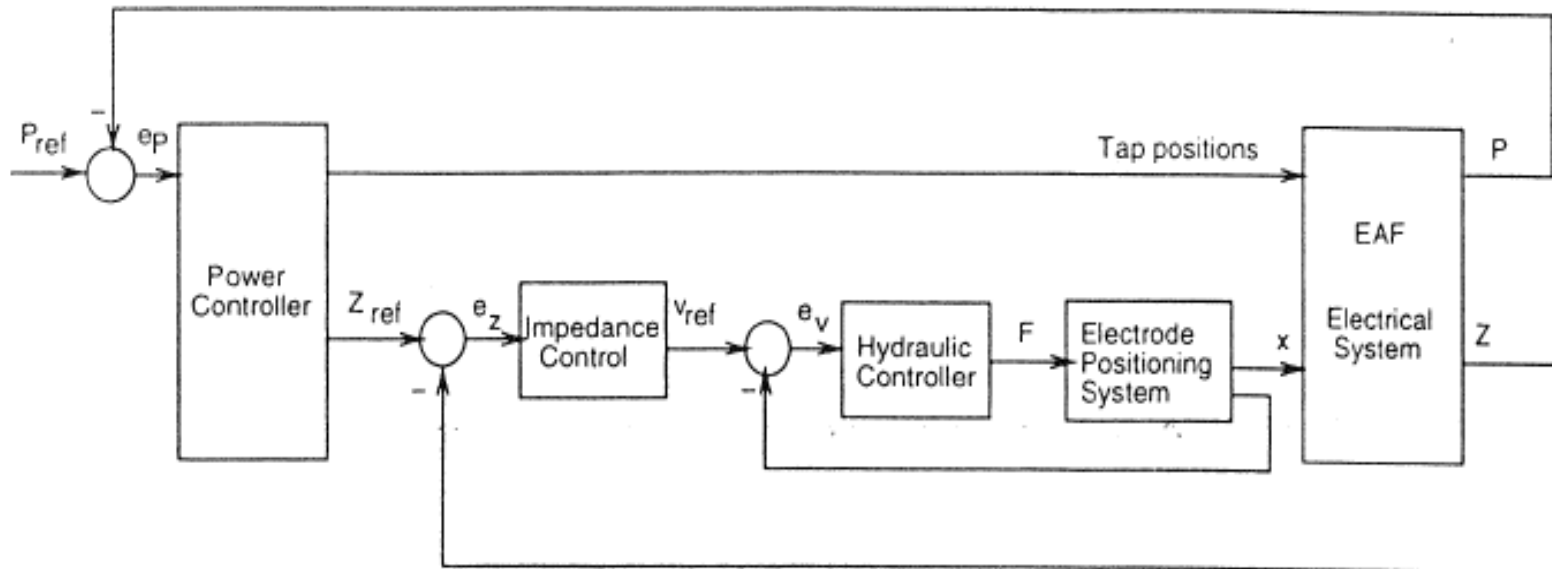 −
P ref
e P
Tap positions
P
EAF
Power
Controller
Z ref
e z
Impedance
Control
v ref
e v
Hydraulic
Controller
F
Electrode
Positioning
System
x
Electrical
System
Z
−
−